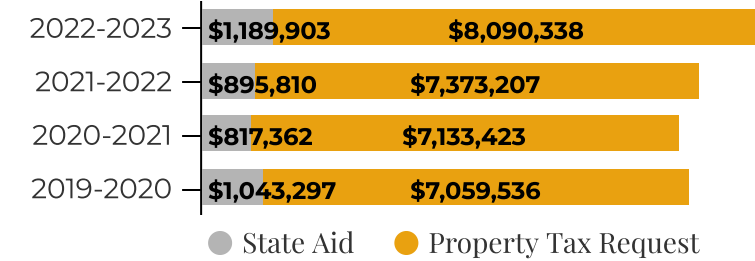 2022-2023 $1,189,903 $8,090,338
2021-2022 $895,810 $7,373,207
2020-2021 $817,362 $7,133,423
2019-2020 $1,043,297 $7,059,536
State Aid Property Tax Request